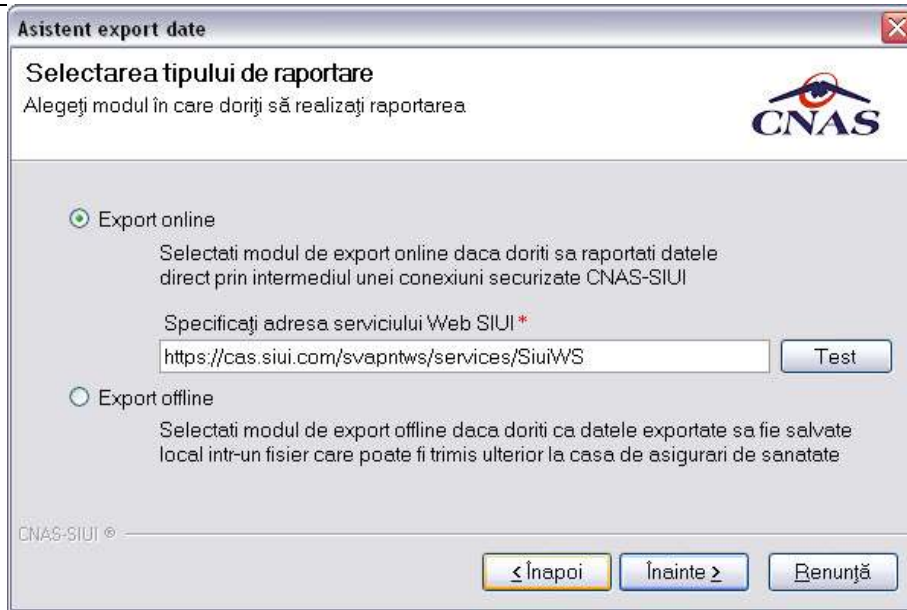 Asistent export date
Selectarea tipului de raportare
Alegeţi modul în care doriţi să realizaţi raportarea
CNAS
Export online
Selectati modul de export online daca doriti sa raportati datele
direct prin intermediul unei conexiuni securizate CNAS-SIUI
Specificaţi adresa serviciului Web SIUI *
https://cas.siui.com/svapntws/services/SiuiWS
Test
Export offline
Selectati modul de export offline daca doriti ca datele exportate sa fie salvate
local intr-un fisier care poate fi trimis ulterior la casa de asigurari de sanatate
CNAS-SIUI ®
< Înapoi
Înainte >
Renunţă